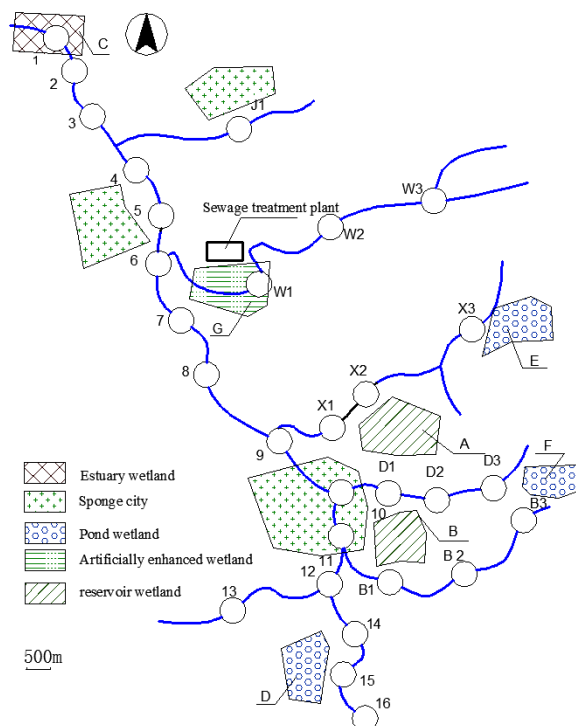 C
1
2
3
J1
4
5
6
Sewage treatment plant
W3
W2
W1
G
7
8
X3
E
X2
X1
9
A
D1
D2
D3
F
10
B3
B
11
B 2
12
B1
13
14
D
15
16
Estuary wetland
Sponge city
Pond wetland
Artificially enhanced wetland
reservoir wetland
500m